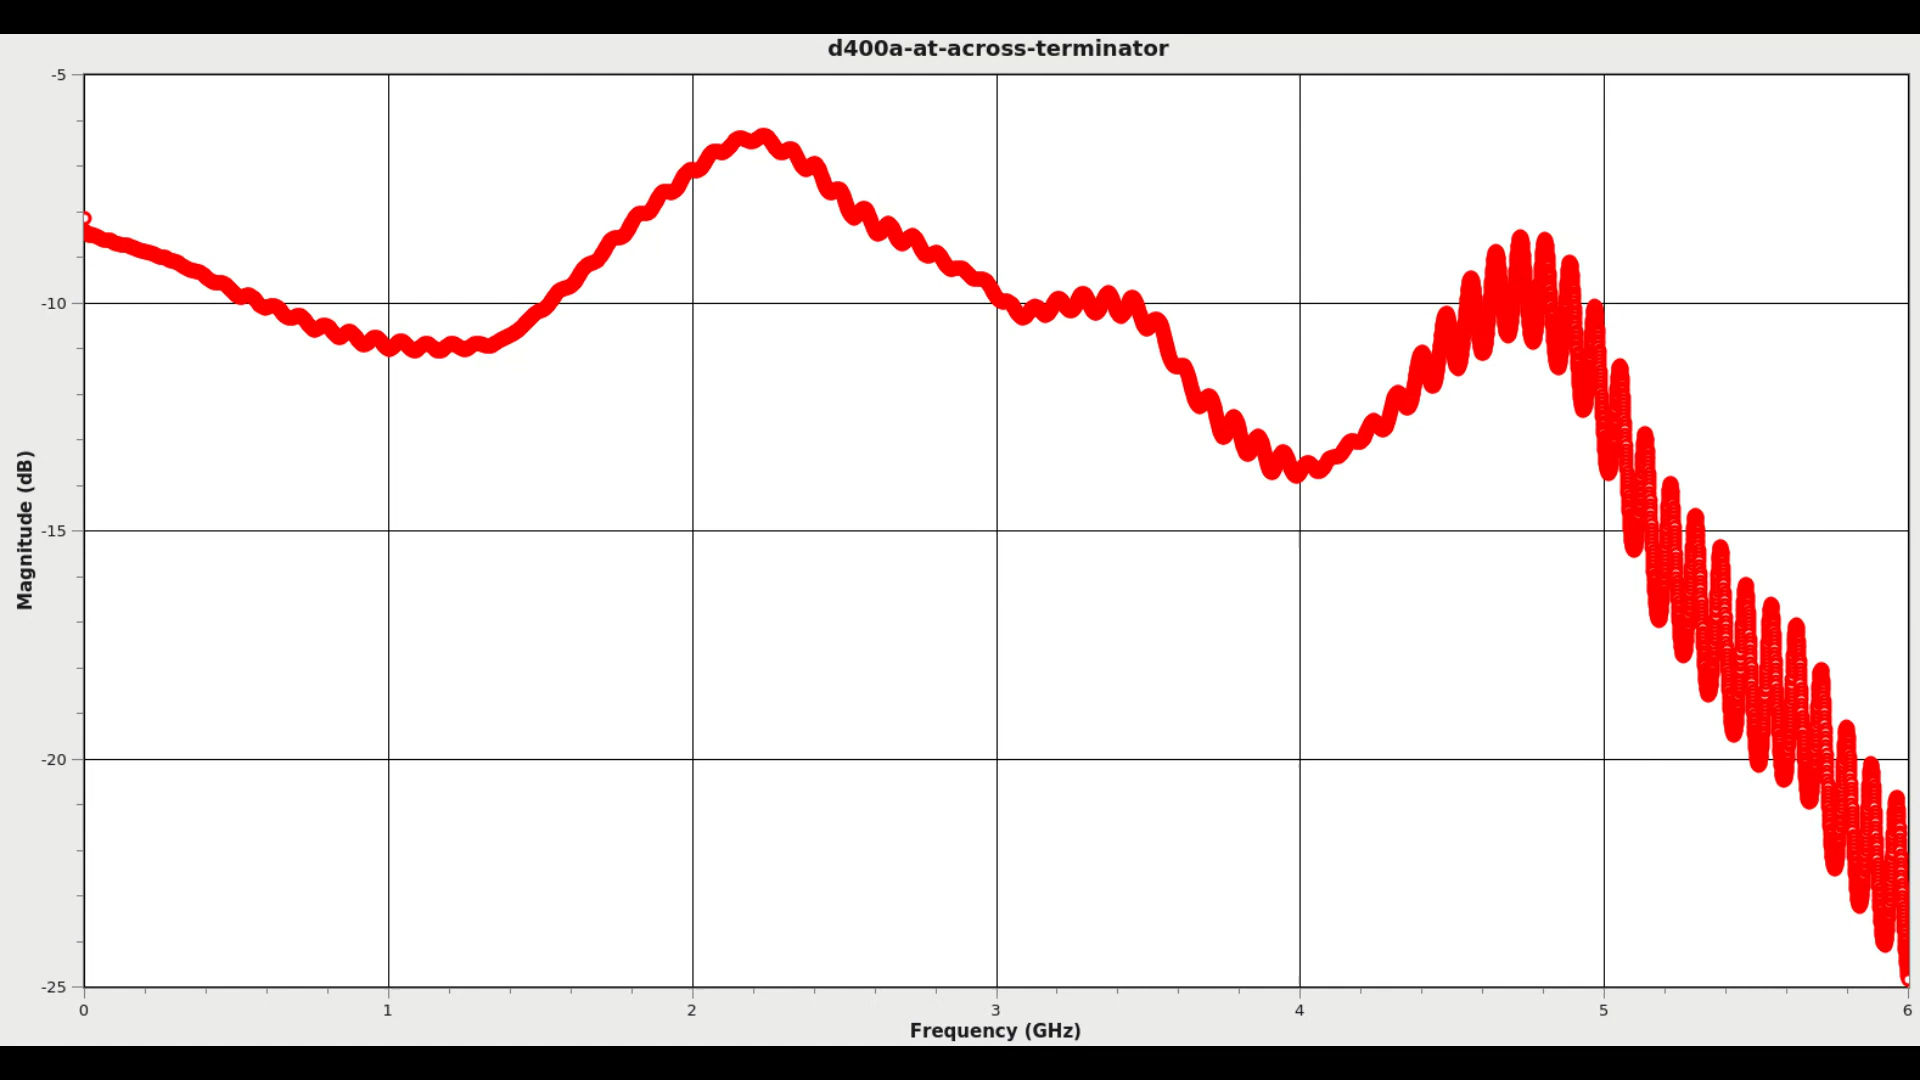 d400a-at-across-terminator
-5
-10
-15
-20
-25
Magnitude (dB)
0 1 2 3 4 5 6
Frequency (GHz)